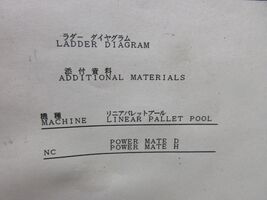 ラダー ダイヤグラム
LADDER DIAGRAM
添付資料
ADDITIONAL MATERIALS
機種 リニアパレットプール
MACHINE LINEAR PALLET POOL
POWER MATE D
NC POWER MATE H